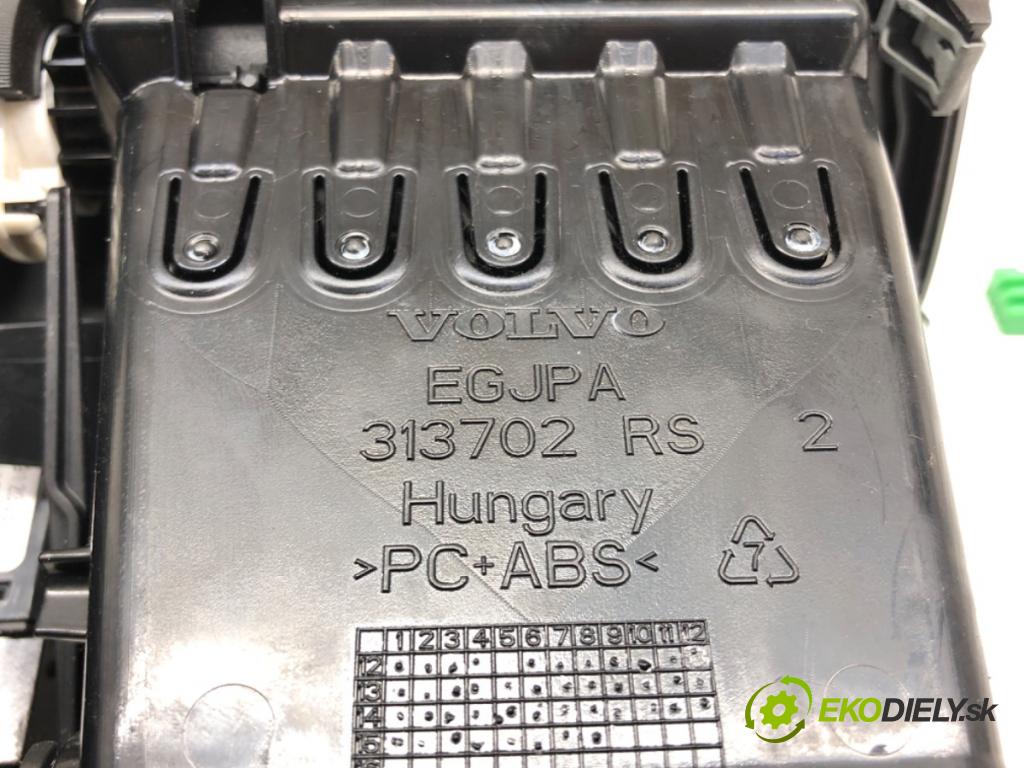 VOLVO
EGJPA
313702 RS 2
Hungary
>PC+ABS<
7
1 2 3 4 5 6 7 8 9 10 11 12
12
13
14
15
EKODIELY.sk